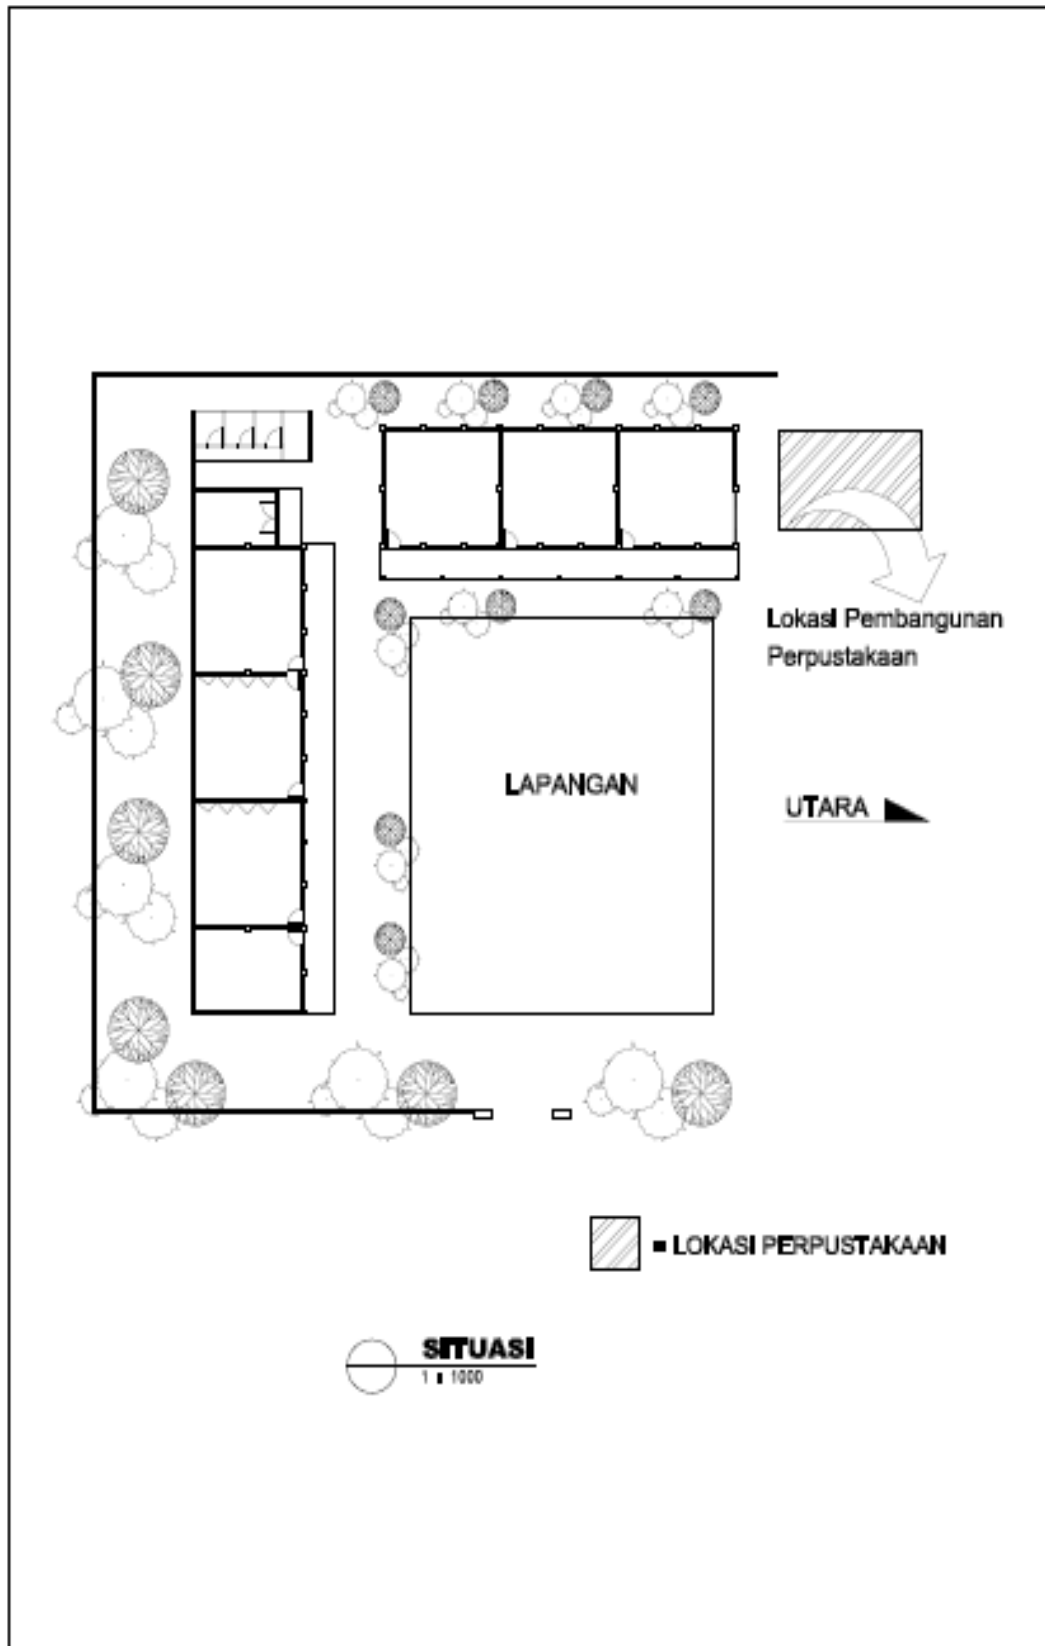 Lokasi Pembangunan
Perpustakaan
LAPANGAN
UTARA
= LOKASI PERPUSTAKAAN
SITUASI
1 : 1000